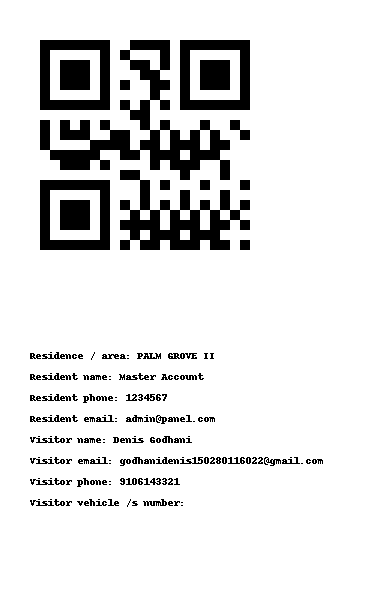 Residence / area: PALM GROVE II
Resident name: Master Account
Resident phone: 1234567
Resident email: admin@panel.com
Visitor name: Denis Godhani
Visitor email: godhanidenis150280116022@gmail.com
Visitor phone: 9106143321
Visitor vehicle /s number: